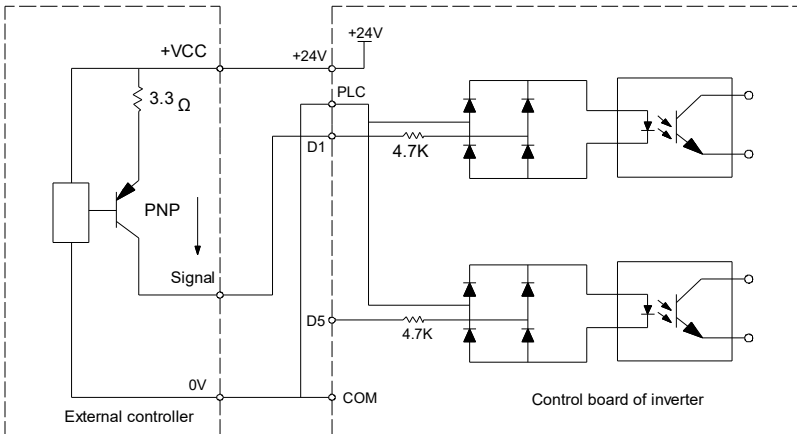 +24V
+VCC
+24V
3.3 Ω
PLC
D1
4.7K
PNP
Signal
D5
4.7K
0V
COM
External controller
Control board of inverter